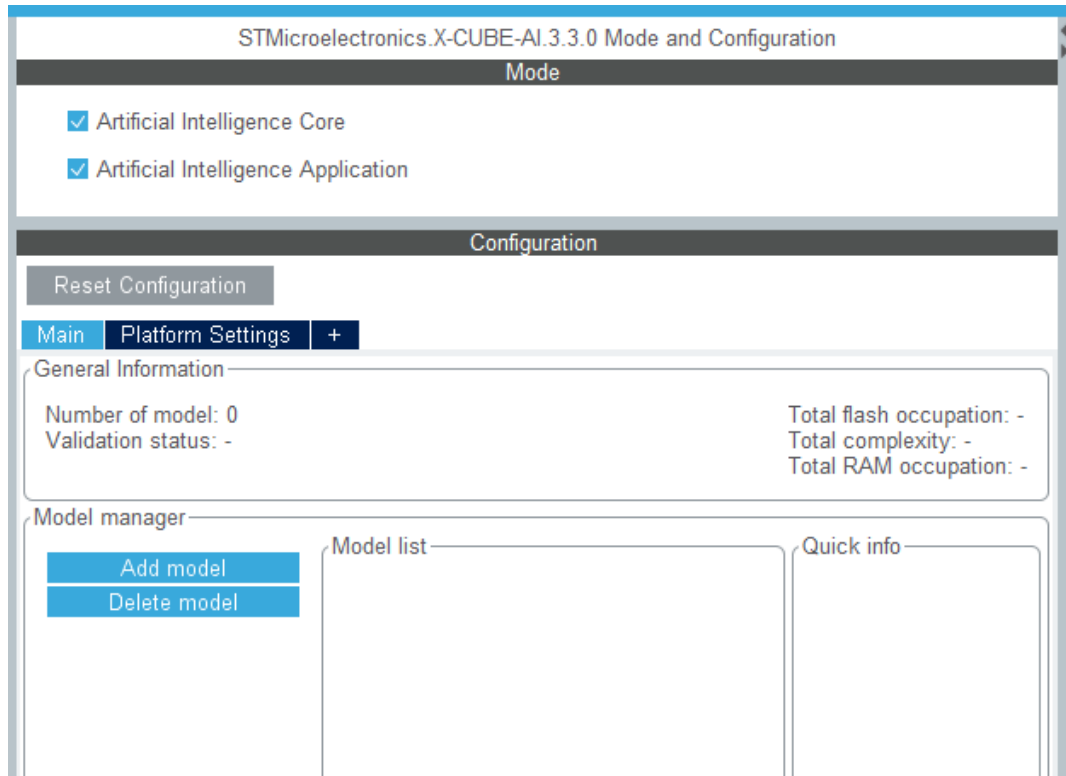 STMicroelectronics.X-CUBE-AI.3.3.0 Mode and Configuration
Mode
Artificial Intelligence Core
Artificial Intelligence Application
Configuration
Reset Configuration
Main Platform Settings +
General Information
Number of model: 0
Validation status: -
Total flash occupation: -
Total complexity: -
Total RAM occupation: -
Model manager
Add model
Delete model
Model list
Quick info